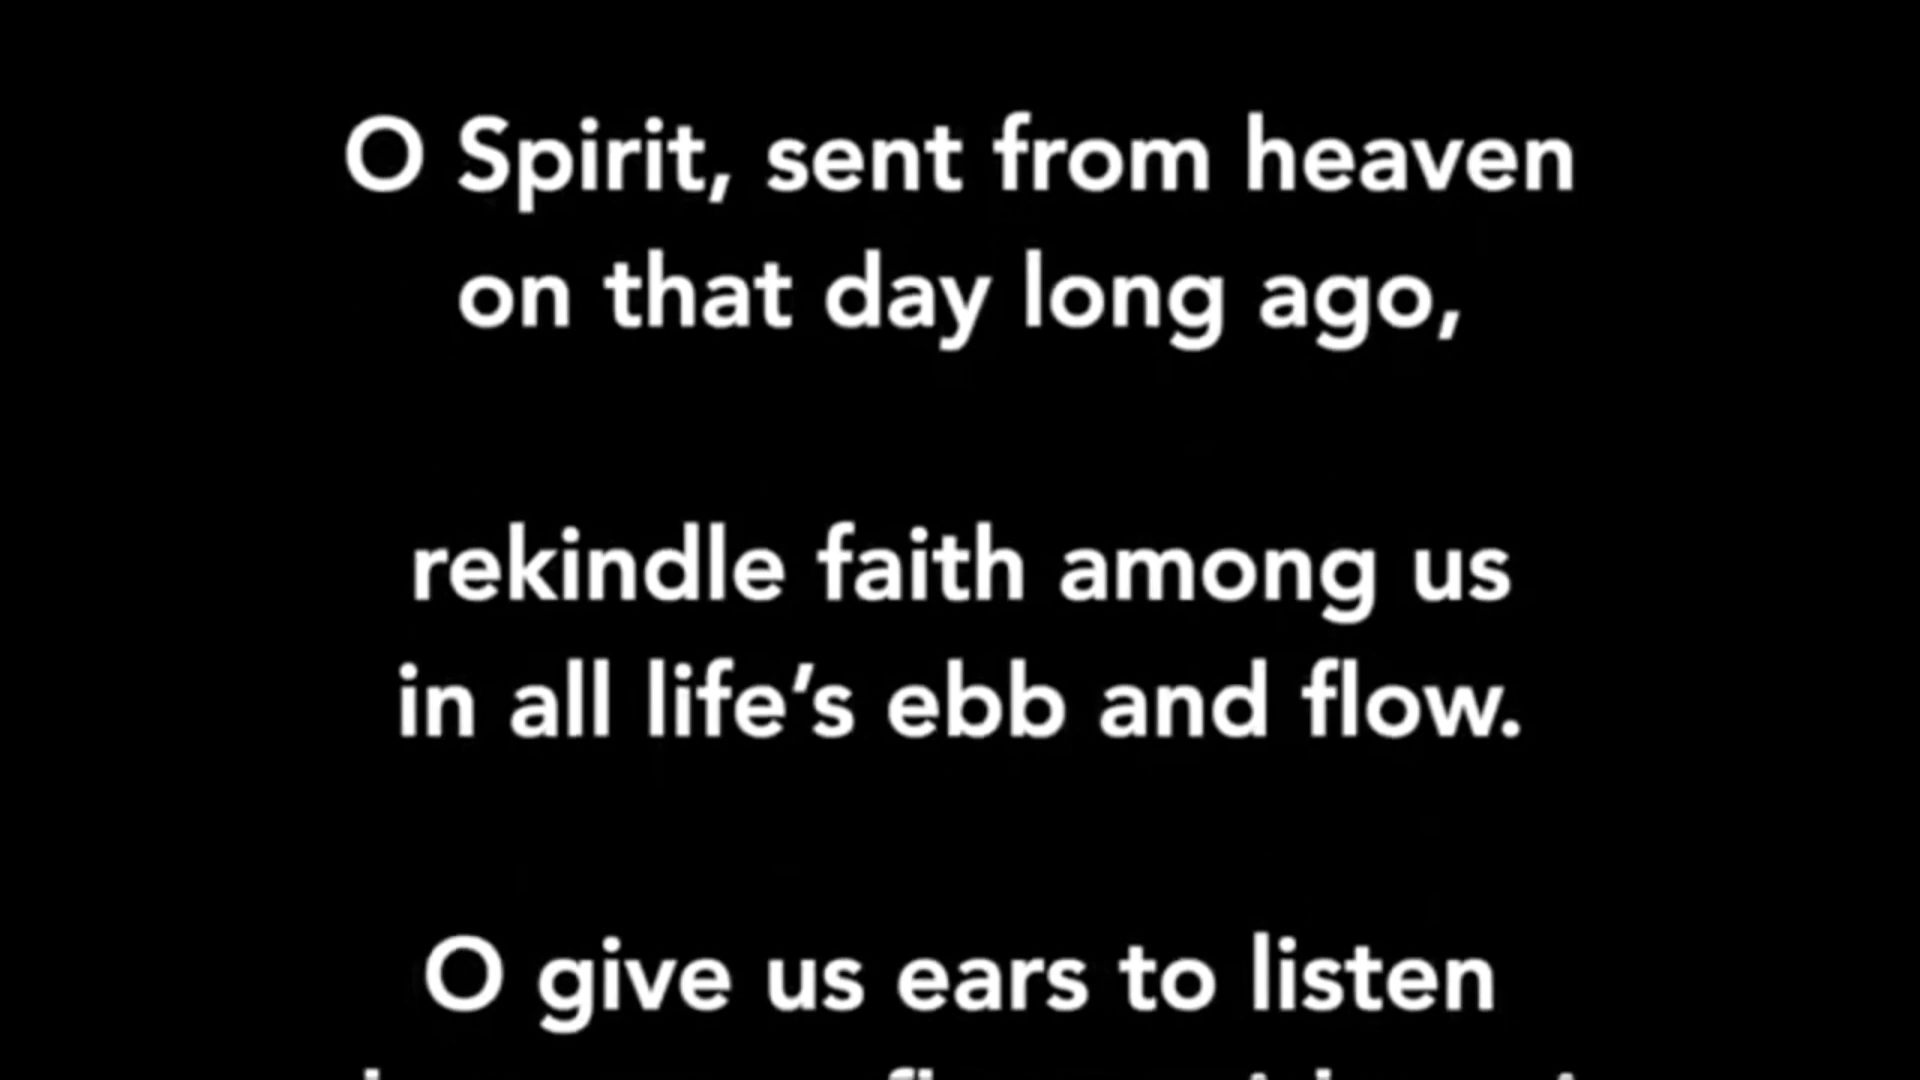 O Spirit, sent from heaven
on that day long ago,
rekindle faith among us
in all life’s ebb and flow.
O give us ears to listen